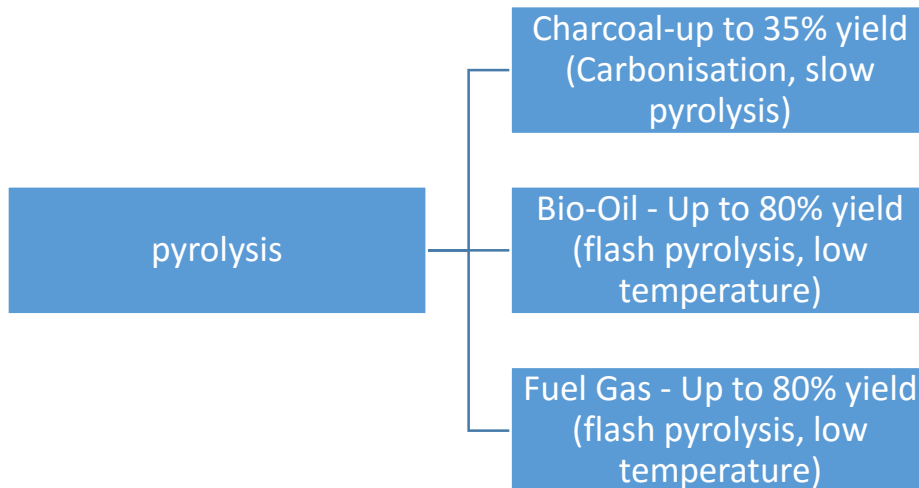 Charcoal-up to 35% yield
(Carbonisation, slow
pyrolysis)
pyrolysis
Bio-Oil - Up to 80% yield
(flash pyrolysis, low
temperature)
Fuel Gas - Up to 80% yield
(flash pyrolysis, low
temperature)